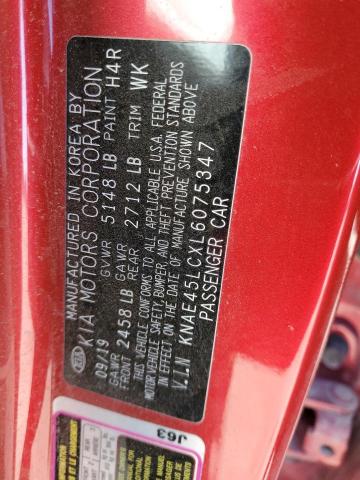 MANUFACTURED IN KOREA BY
KIA KIA MOTORS CORPORATION
09/19 GVWR 5148 LB PAINT H4R
GAWR FRONT 2458 LB GAWR REAR 2712 LB TRIM WK
THIS VEHICLE CONFORMS TO ALL APPLICABLE U.S.A. FEDERAL
MOTOR VEHICLE SAFETY, BUMPER, AND THEFT PREVENTION STANDARDS
IN EFFECT ON THE DATE OF MANUFACTURE SHOWN ABOVE
V.I.N KNAE45LCXL6075347
PASSENGER CAR
J63